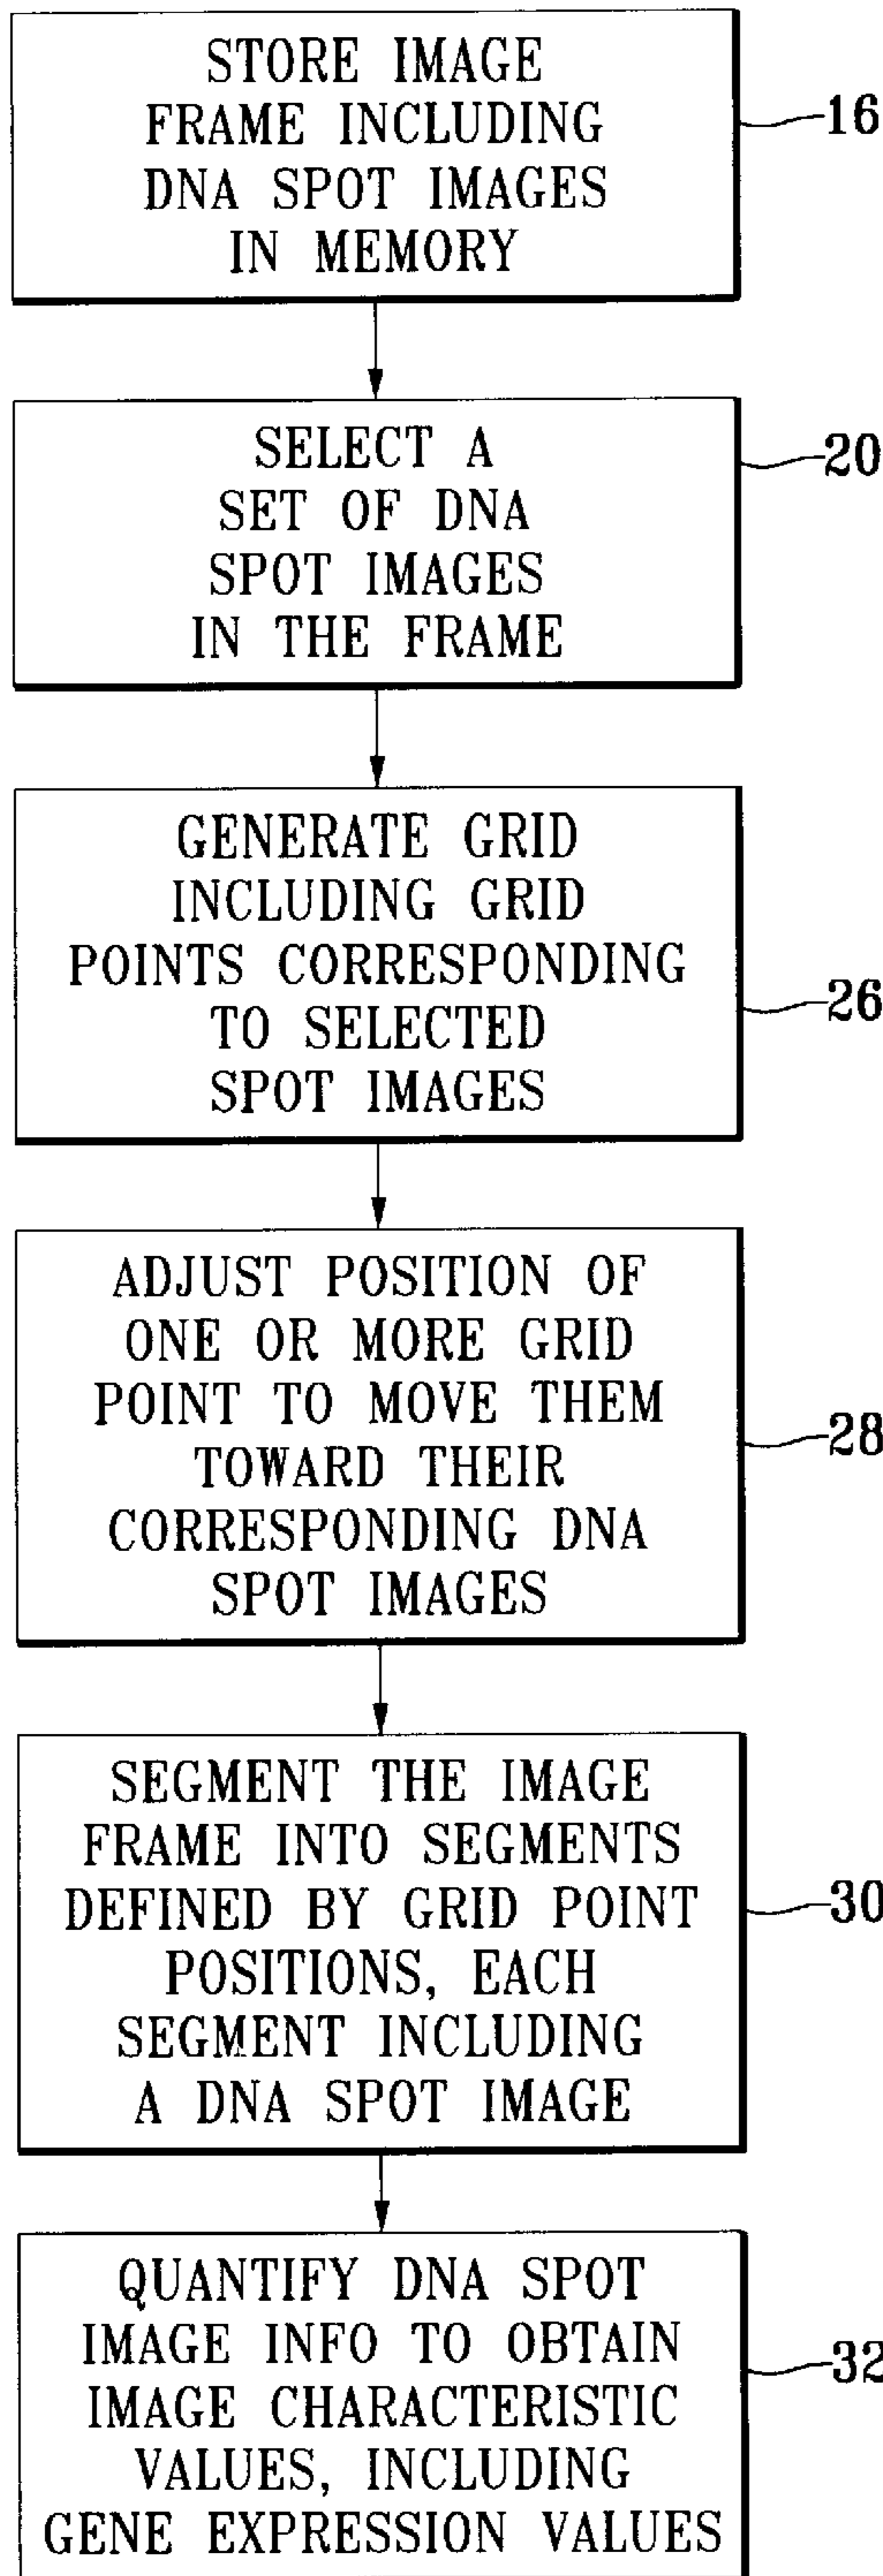 STORE IMAGE
FRAME INCLUDING
DNA SPOT IMAGES
IN MEMORY
16
SELECT A
SET OF DNA
SPOT IMAGES
IN THE FRAME
20
GENERATE GRID
INCLUDING GRID
POINTS CORRESPONDING
TO SELECTED
SPOT IMAGES
26
ADJUST POSITION OF
ONE OR MORE GRID
POINT TO MOVE THEM
TOWARD THEIR
CORRESPONDING DNA
SPOT IMAGES
28
SEGMENT THE IMAGE
FRAME INTO SEGMENTS
DEFINED BY GRID POINT
POSITIONS, EACH
SEGMENT INCLUDING
A DNA SPOT IMAGE
30
QUANTIFY DNA SPOT
IMAGE INFO TO OBTAIN
IMAGE CHARACTERISTIC
VALUES, INCLUDING
GENE EXPRESSION VALUES
32